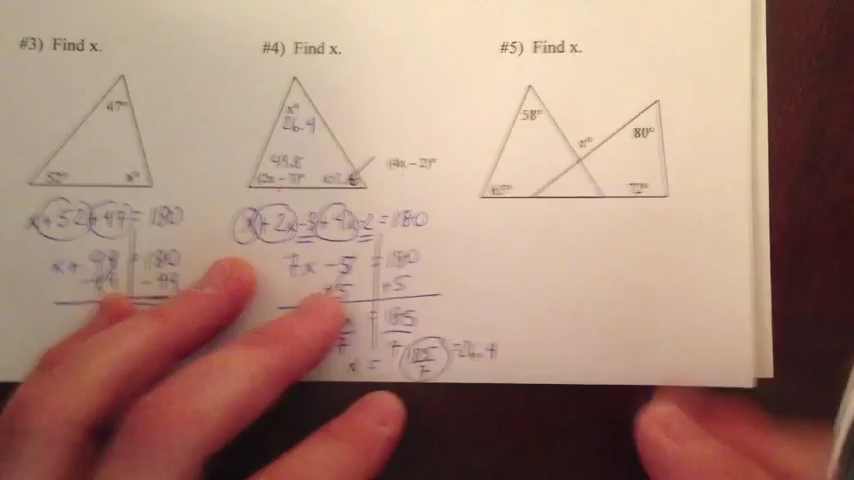 #3) Find x.
#4) Find x.
#5) Find x.
47°
52°
x°
x°
26.4
49.8
(2x - 3)°
(4x - 2)°
58°
x°
80°
72°
x + 52 + 47 = 180
x + 2x - 3 + 4x - 2 = 180
x + 99 = 180
- 99 - 99
7x - 5 = 180
+5 +5
185
7 7
x = 185/7 = 26.4